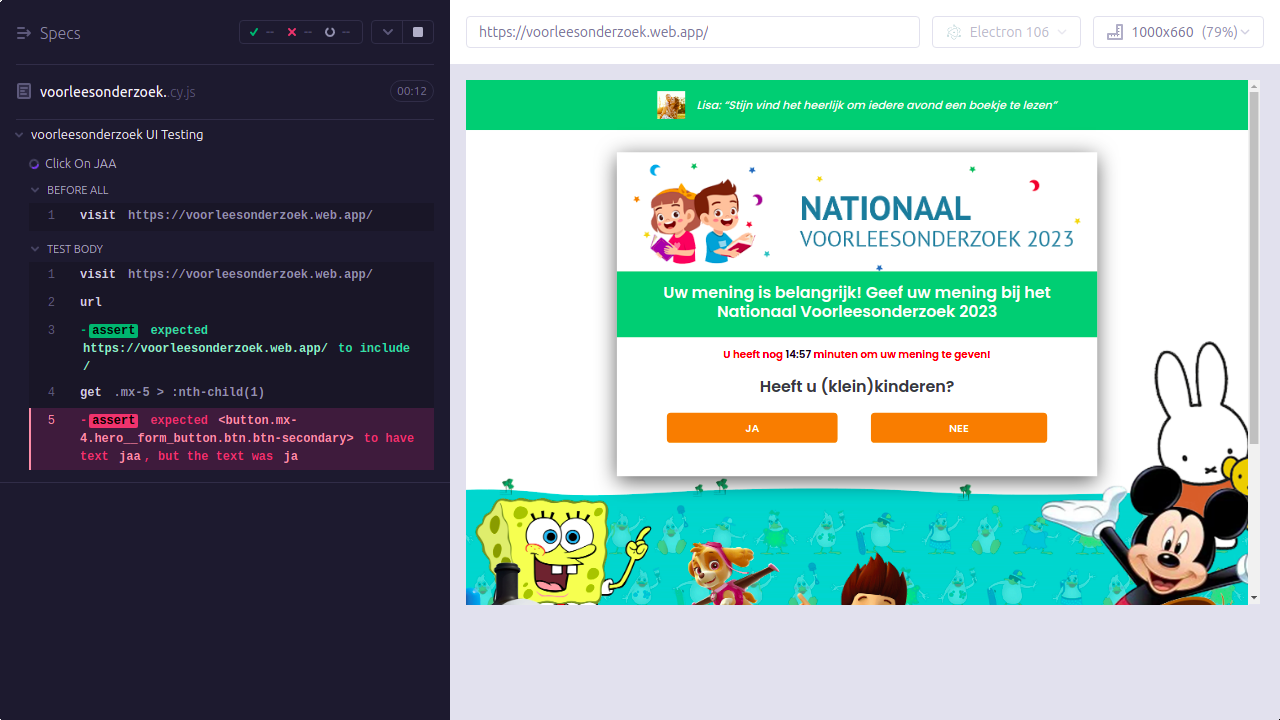 Specs
--
--
--
voorleesonderzoek.cy.js
00:12
voorleesonderzoek UI Testing
Click On JAA
BEFORE ALL
1 visit https://voorleesonderzoek.web.app/
TEST BODY
1 visit https://voorleesonderzoek.web.app/
2 url
3 -assert expected
https://voorleesonderzoek.web.app/ to include
/
4 get .mx-5 > :nth-child(1)
5 -assert expected <button.mx-
4.hero__form_button.btn.btn-secondary> to have
text jaa, but the text was ja
https://voorleesonderzoek.web.app/
Electron 106
1000x660 (79%)
Lisa: “Stijn vind het heerlijk om iedere avond een boekje te lezen”
NATIONAAL
VOORLEESONDERZOEK 2023
Uw mening is belangrijk! Geef uw mening bij het
Nationaal Voorleesonderzoek 2023
U heeft nog 14:57 minuten om uw mening te geven!
Heeft u (klein)kinderen?
JA
NEE